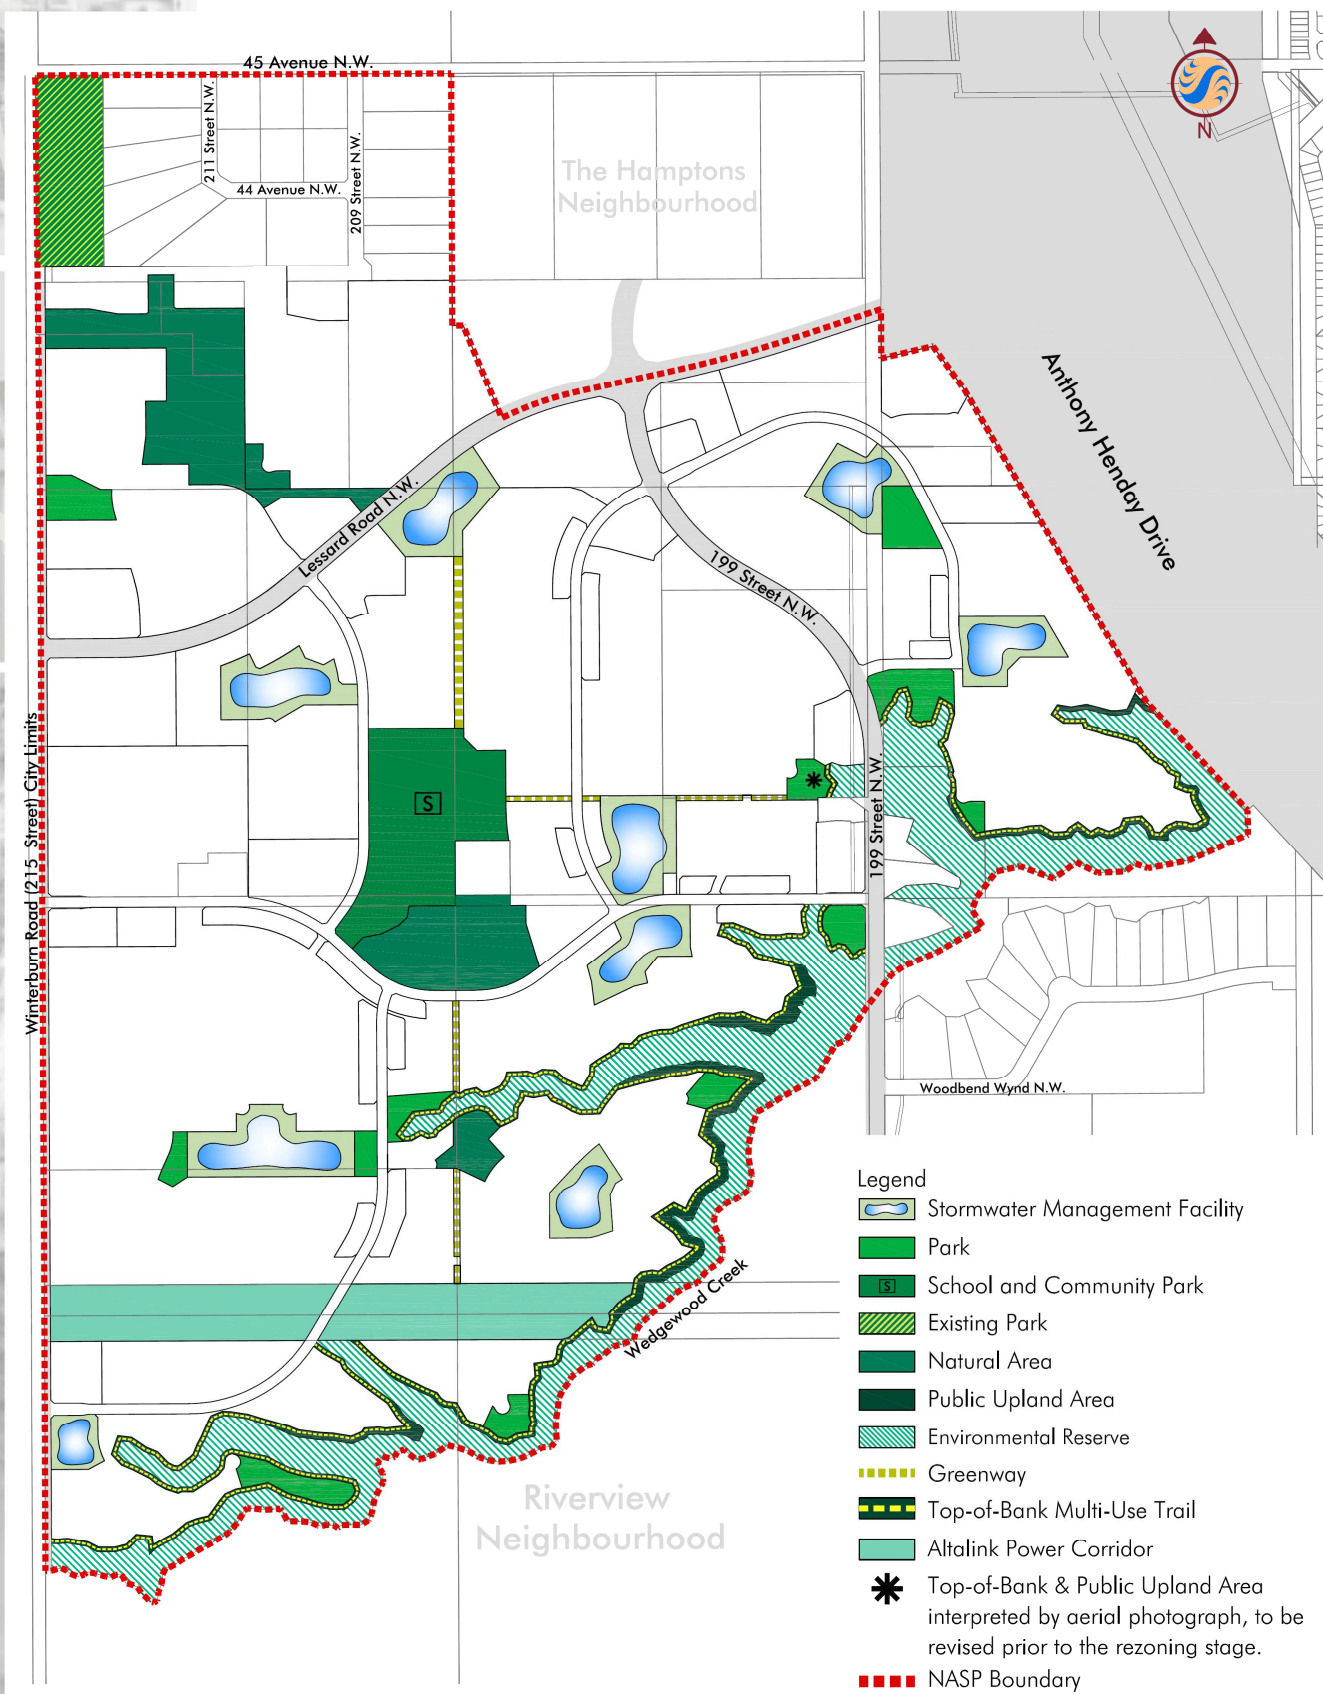 45 Avenue N.W.
211 Street N.W.
44 Avenue N.W.
209 Street N.W.
The Hamptons
Neighbourhood
N
Anthony Henday Drive
Lessard Road N.W.
199 Street N.W.
Winterburn Road (215 Street) City Limits
S
199 Street N.W.
Woodbend Wynd N.W.
Wedgewood Creek
Riverview
Neighbourhood
Legend
Stormwater Management Facility
Park
S
School and Community Park
Existing Park
Natural Area
Public Upland Area
Environmental Reserve
Greenway
Top-of-Bank Multi-Use Trail
Altalink Power Corridor
Top-of-Bank & Public Upland Area
interpreted by aerial photograph, to be
revised prior to the rezoning stage.
NASP Boundary